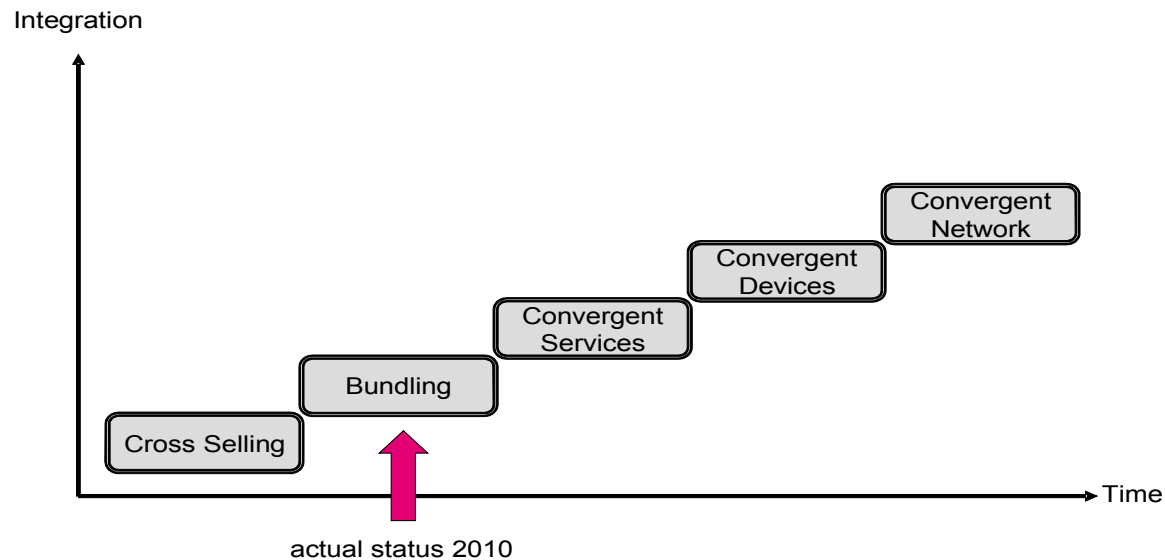 Integration
Convergent
Network
Convergent
Devices
Convergent
Services
Bundling
Cross Selling
Time
actual status 2010